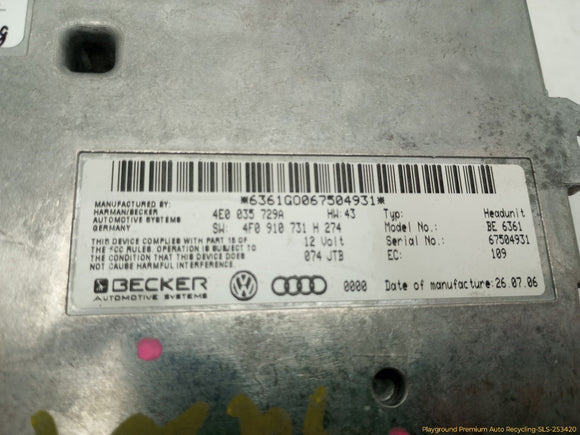 *6361G0067504931*
MANUFACTURED BY:
HARMAN/BECKER
AUTOMOTIVE SYSTEMS
GERMANY
4E0 035 729A HW: 43
SW: 4F0 910 731 H 274
12 Volt
074 JTB
THIS DEVICE COMPLIES WITH PART 15 OF
THE FCC RULES. OPERATION IS SUBJECT TO
THE CONDITION THAT THIS DEVICE DOES
NOT CAUSE HARMFUL INTERFERENCE.
Typ: Headunit
Model No.: BE 6361
Serial No.: 67504931
EC: 109
BECKER
AUTOMOTIVE SYSTEMS
0000
Date of manufacture: 26.07.06
Playground Premium Auto Recycling-SLS-253420